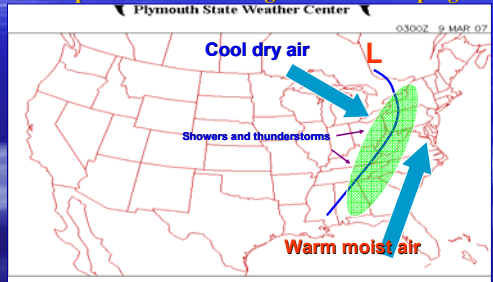 Plymouth State Weather Center
0300Z 9 MAR 07
Cool dry air
L
Showers and thunderstorms
Warm moist air